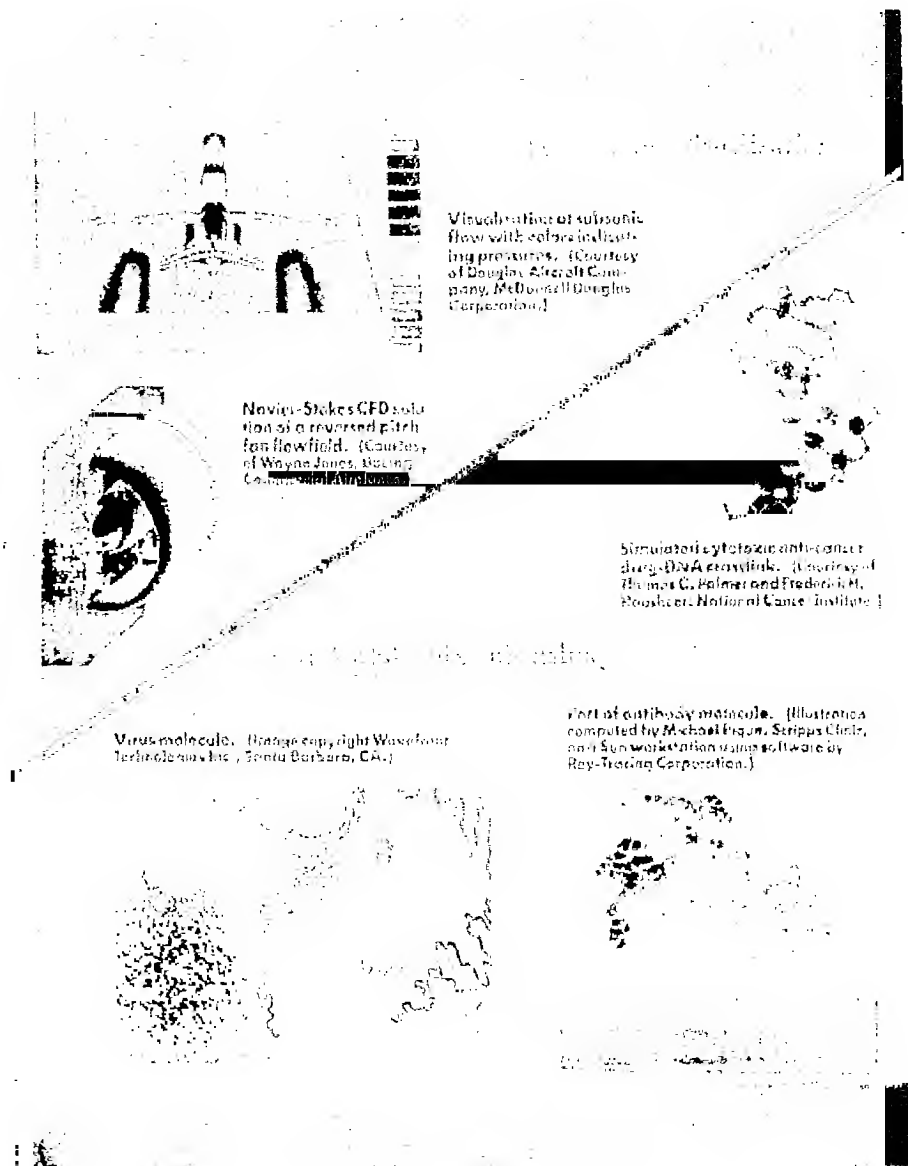 Visualization of subsonic
flow with colors indicat-
ing pressures. (Courtesy
of Douglas Aircraft Com-
pany, McDonnell Douglas
Corporation.)
Navier-Stokes CFD solu
tion of a reversed pitch
fan flowfield. (Courtesy
of Wayne Jones, Boeing
Commercial Airplanes.
Simulated cytotoxic anti-cancer
drug-DNA crosslink. (Courtesy of
Thomas C. Palmer and Frederick H.
National Cancer Institute.)
Virus molecule. (Image copyright Wavefront
Technologies Inc., Santa Barbara, CA.)
Part of antibody molecule. (Illustration
computed by Michael Pique, Scripps Clinic,
on a Sun workstation using software by
Ray-Tracing Corporation.)